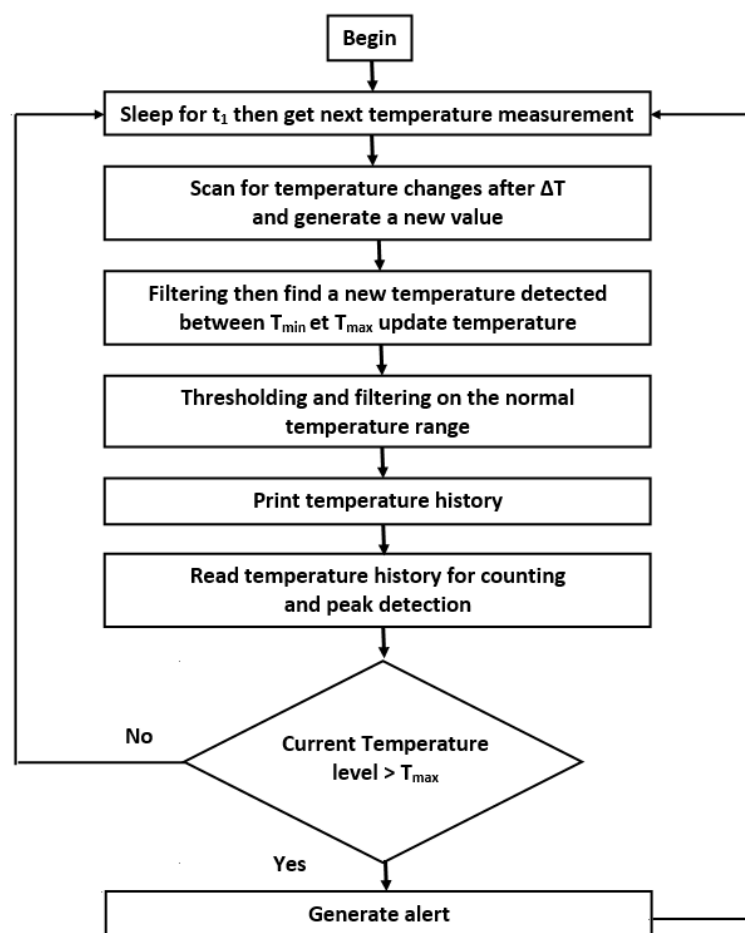 Begin
Sleep for t₁ then get next temperature measurement
Scan for temperature changes after ΔT
and generate a new value
Filtering then find a new temperature detected
between Tₘᵢₙ et Tₘₐₓ update temperature
Thresholding and filtering on the normal
temperature range
Print temperature history
Read temperature history for counting
and peak detection
No
Current Temperature
level > Tₘₐₓ
Yes
Generate alert